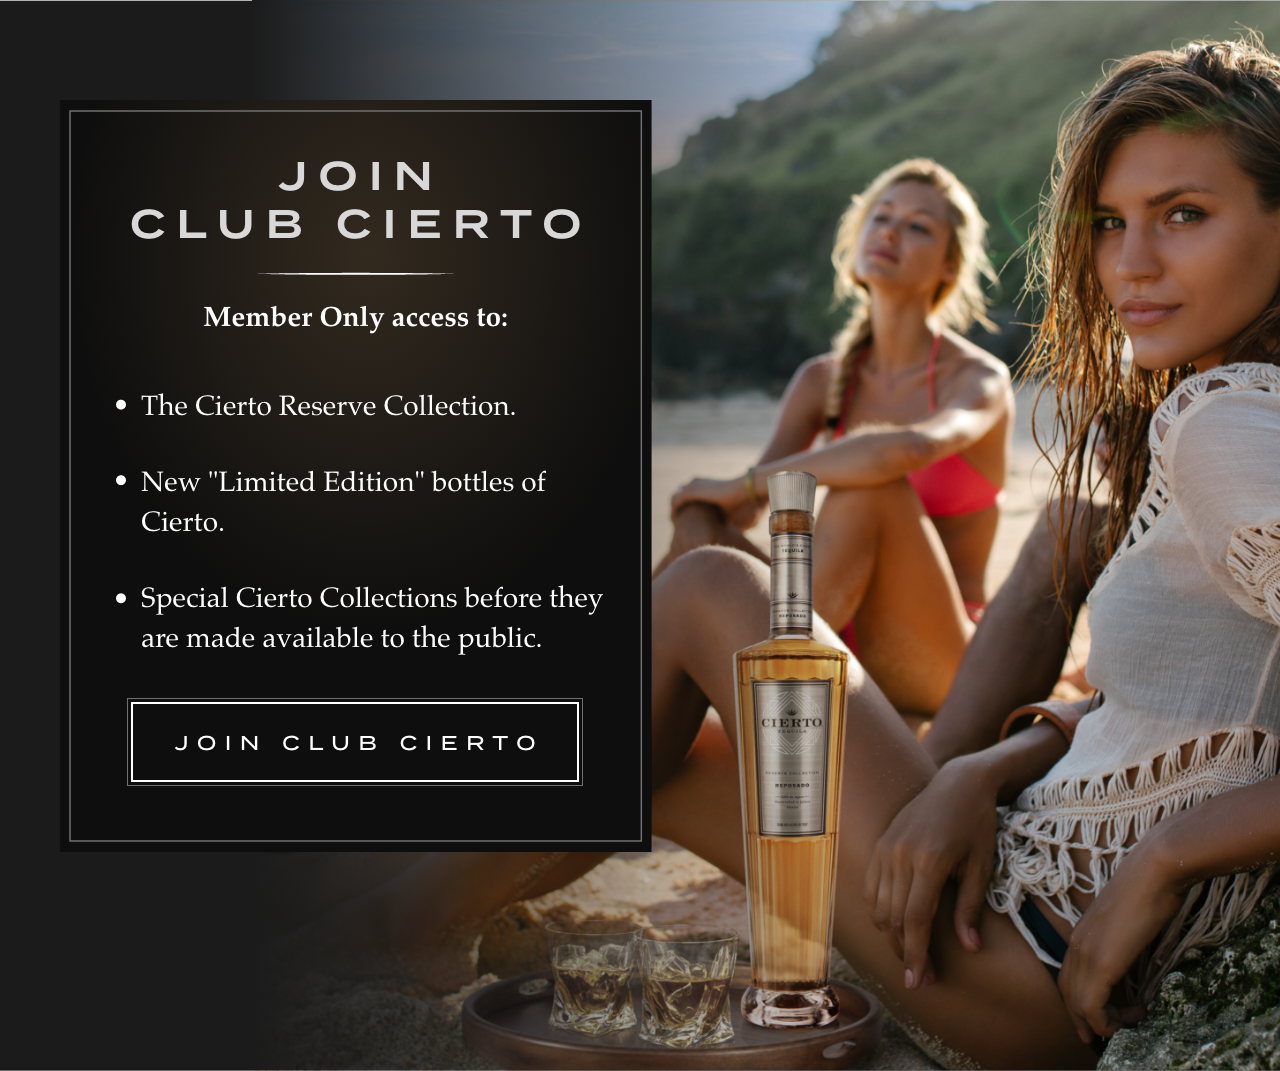 JOIN
CLUB CIERTO
Member Only access to:
• The Cierto Reserve Collection.
• New "Limited Edition" bottles of
Cierto.
• Special Cierto Collections before they
are made available to the public.
JOIN CLUB CIERTO
TEQUILA
REPOSADO
CIERTO
TEQUILA
RESERVE COLLECTION
REPOSADO